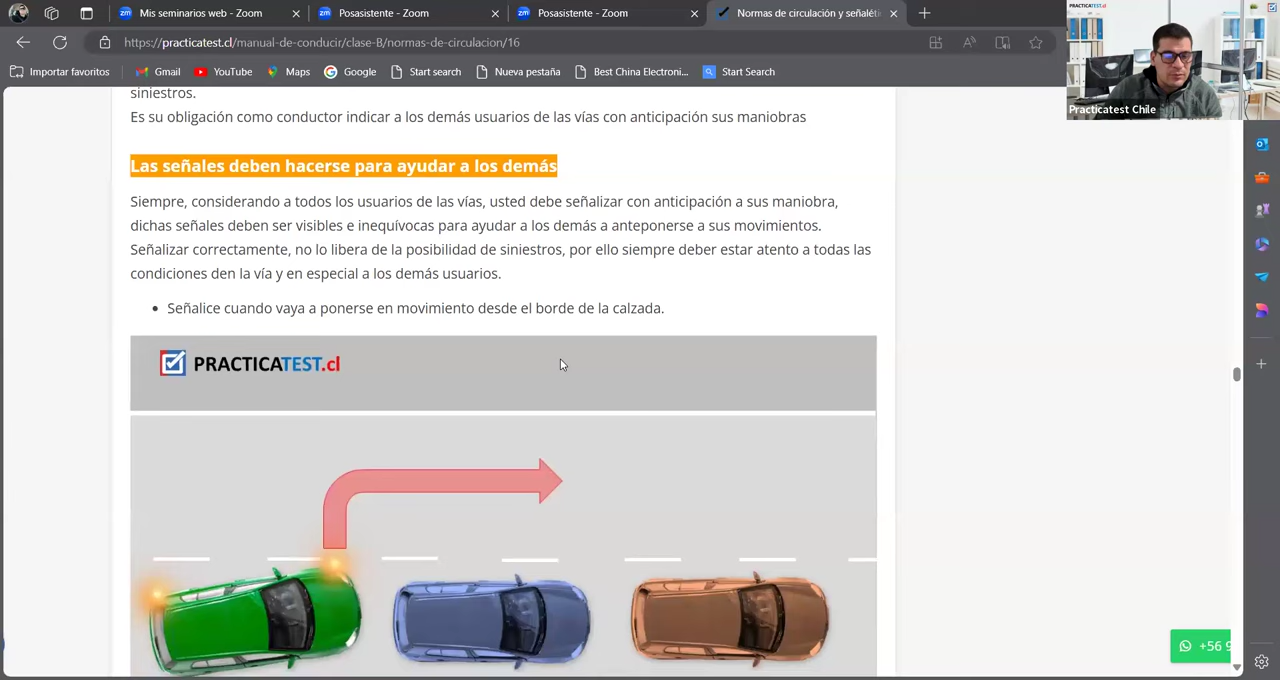 Mis seminarios web - Zoom
Posasistente - Zoom
Posasistente - Zoom
Normas de circulación y señaléti
https://practicatest.cl/manual-de-conducir/clase-B/normas-de-circulacion/16
Importar favoritos
Gmail
YouTube
Maps
Google
Start search
Nueva pestaña
Best China Electroni...
Start Search
PRACTICATEST.cl
Practicatest Chile
siniestros.
Es su obligación como conductor indicar a los demás usuarios de las vías con anticipación sus maniobras
Las señales deben hacerse para ayudar a los demás
Siempre, considerando a todos los usuarios de las vías, usted debe señalizar con anticipación a sus maniobra,
dichas señales deben ser visibles e inequívocas para ayudar a los demás a anteponerse a sus movimientos.
Señalizar correctamente, no lo libera de la posibilidad de siniestros, por ello siempre deber estar atento a todas las
condiciones den la vía y en especial a los demás usuarios.
• Señalice cuando vaya a ponerse en movimiento desde el borde de la calzada.
PRACTICATEST.cl
+56 9